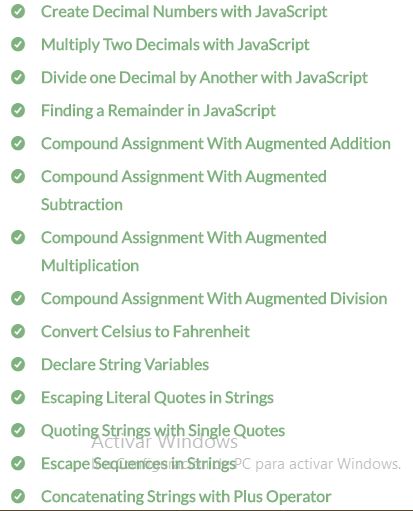 Create Decimal Numbers with JavaScript
Multiply Two Decimals with JavaScript
Divide one Decimal by Another with JavaScript
Finding a Remainder in JavaScript
Compound Assignment With Augmented Addition
Compound Assignment With Augmented
Subtraction
Compound Assignment With Augmented
Multiplication
Compound Assignment With Augmented Division
Convert Celsius to Fahrenheit
Declare String Variables
Escaping Literal Quotes in Strings
Quoting Strings with Single Quotes
Activar Windows
Escape Sequences in Strings
PC para activar Windows.
Concatenating Strings with Plus Operator